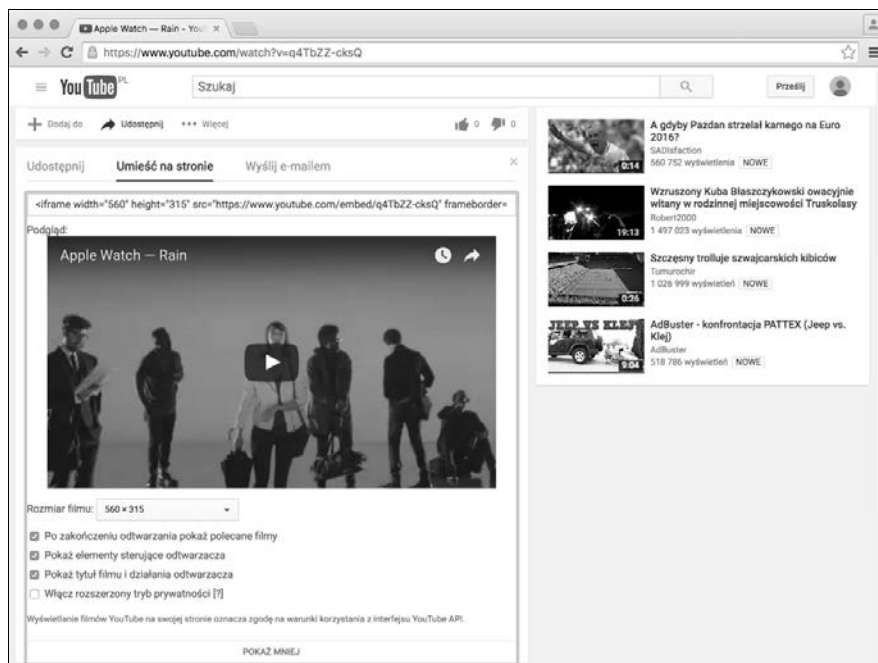 Apple Watch — Rain - You
https://www.youtube.com/watch?v=q4TbZZ-cksQ
YouTube PL
Szukaj
Prześlij
Dodaj do
Udostępnij
Więcej
0
0
Udostępnij
Umieść na stronie
Wyślij e-mailem
<iframe width="560" height="315" src="https://www.youtube.com/embed/q4TbZZ-cksQ" frameborder=
Podgląd:
Apple Watch — Rain
Rozmiar filmu:
560 × 315
Po zakończeniu odtwarzania pokaż polecane filmy
Pokaż elementy sterujące odtwarzacza
Pokaż tytuł filmu i działania odtwarzacza
Włącz rozszerzony tryb prywatności [?]
Wyświetlanie filmów YouTube na swojej stronie oznacza zgodę na warunki korzystania z interfejsu YouTube API.
POKAŻ MNIEJ
0:14
A gdyby Pazdan strzelał karnego na Euro
2016?
SADIsfaction
560 752 wyświetlenia NOWE
19:13
Wzruszony Kuba Błaszczykowski owacyjnie
witany w rodzinnej miejscowości Truskolasy
Robert2000
1 497 023 wyświetlenia NOWE
0:26
Szczęsny trolluje szwajcarskich kibiców
Tumurochir
1 026 999 wyświetleń NOWE
JEEP VS KLEJ
9:04
AdBuster - konfrontacja PATTEX (Jeep vs.
Klej)
AdBuster
518 786 wyświetleń NOWE